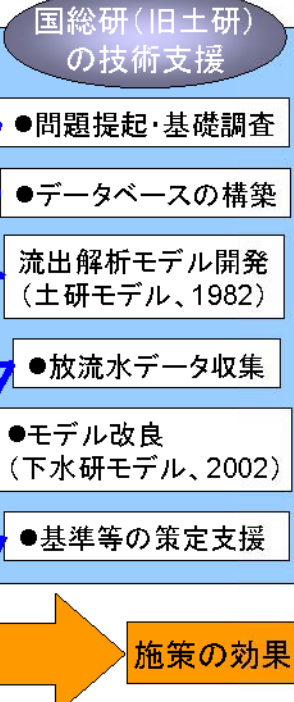 国総研(旧土研)
の技術支援
●問題提起・基礎調査
●データベースの構築
流出解析モデル開発
(土研モデル、1982)
●放流水データ収集
●モデル改良
(下水研モデル、2002)
●基準等の策定支援
施策の効果